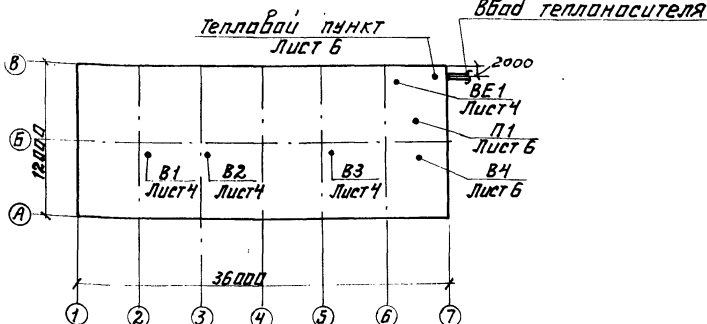 Ввод теплоносителя
Тепловой пункт
Лист 6
2000
В
ВЕ1
Лист 4
П1
Лист 6
Б
12000
В1
Лист 4
В2
Лист 4
В3
Лист 4
В4
Лист 6
А
36000
1 2 3 4 5 6 7